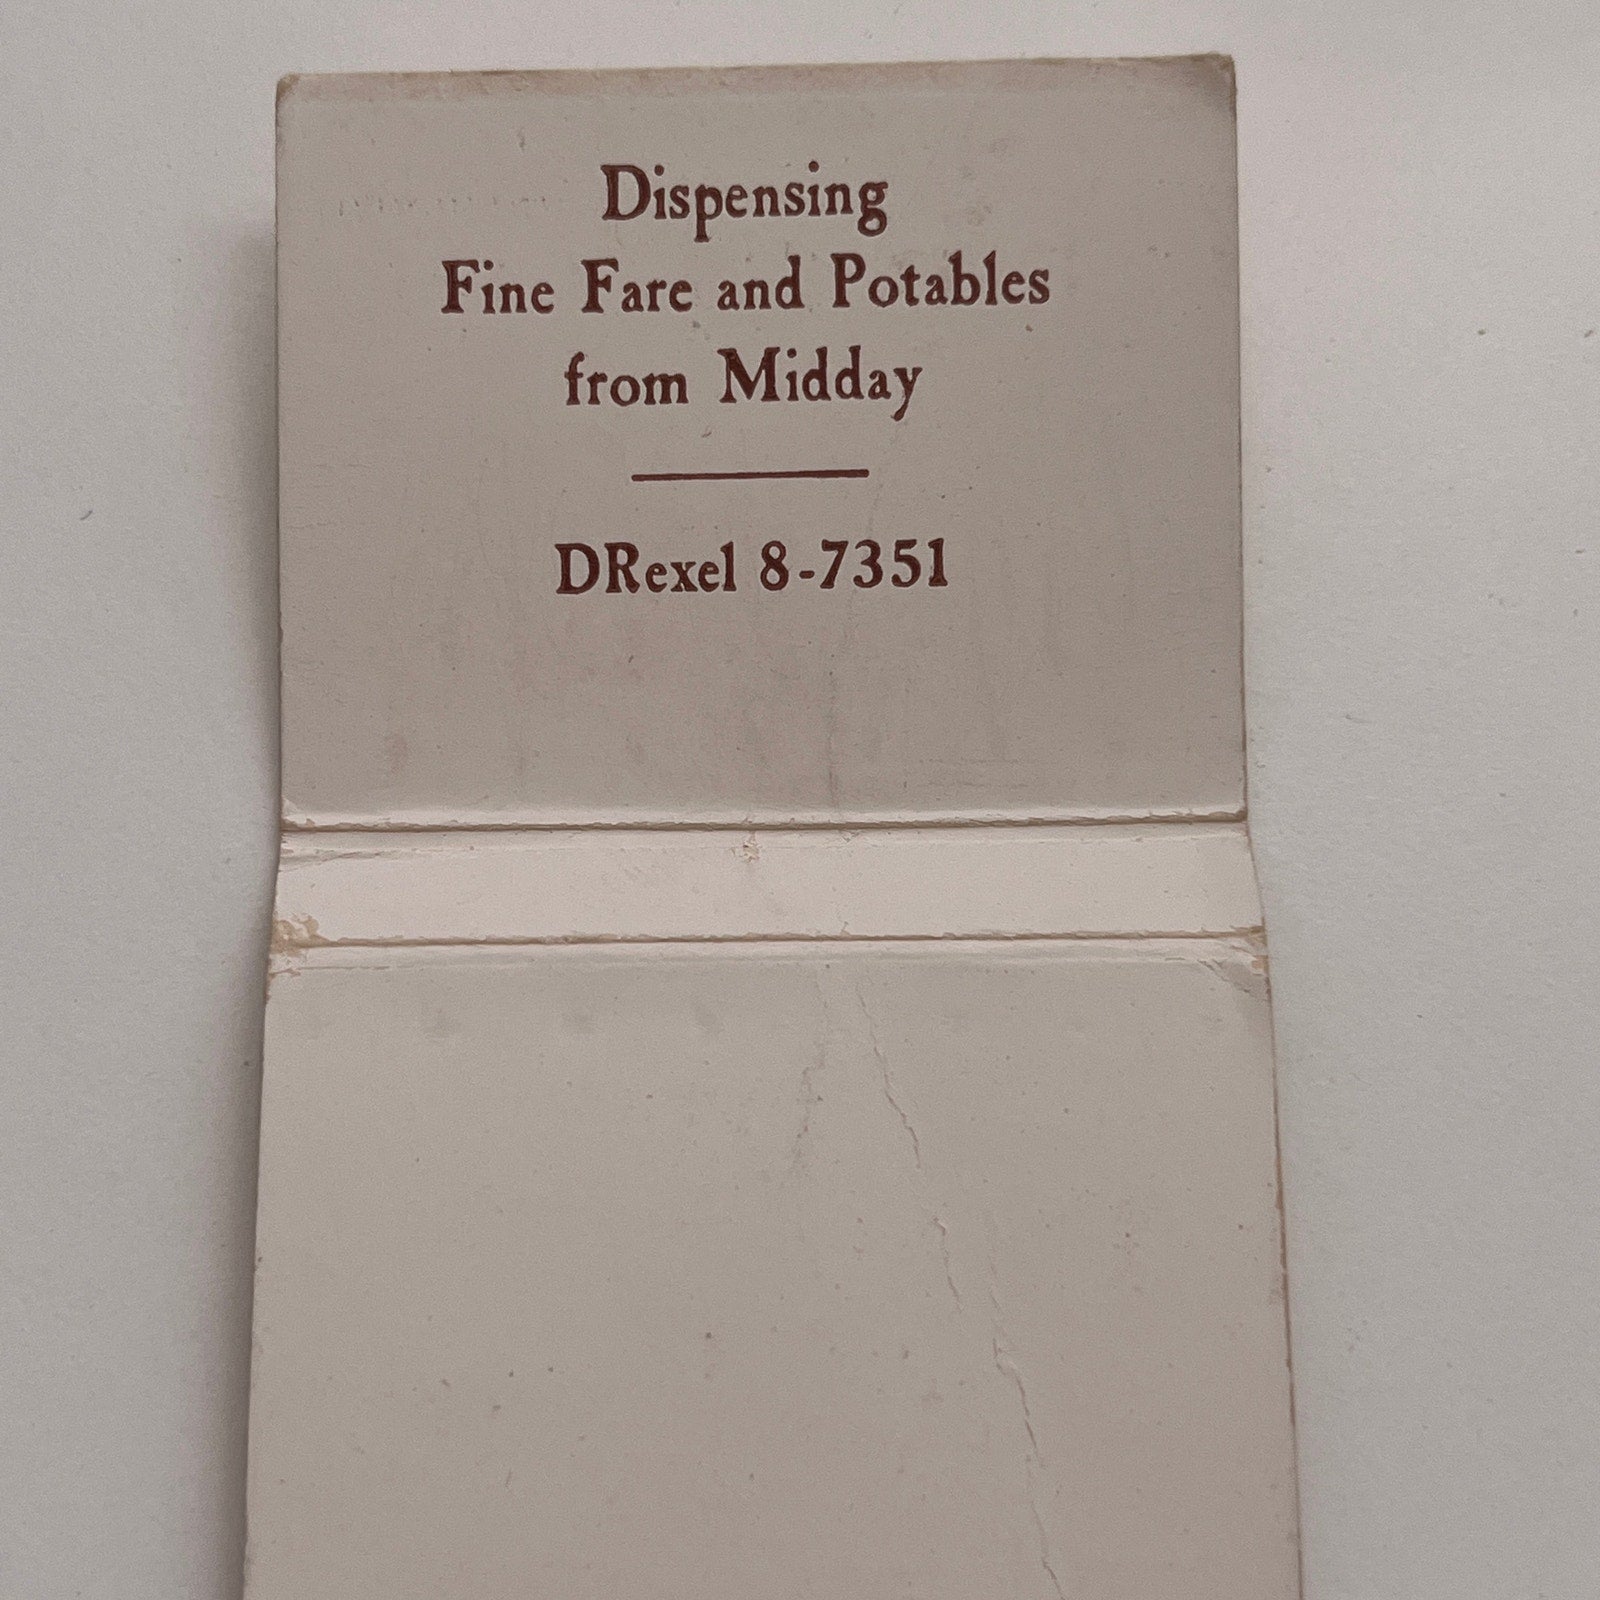 Dispensing
Fine Fare and Potables
from Midday
DRexel 8-7351